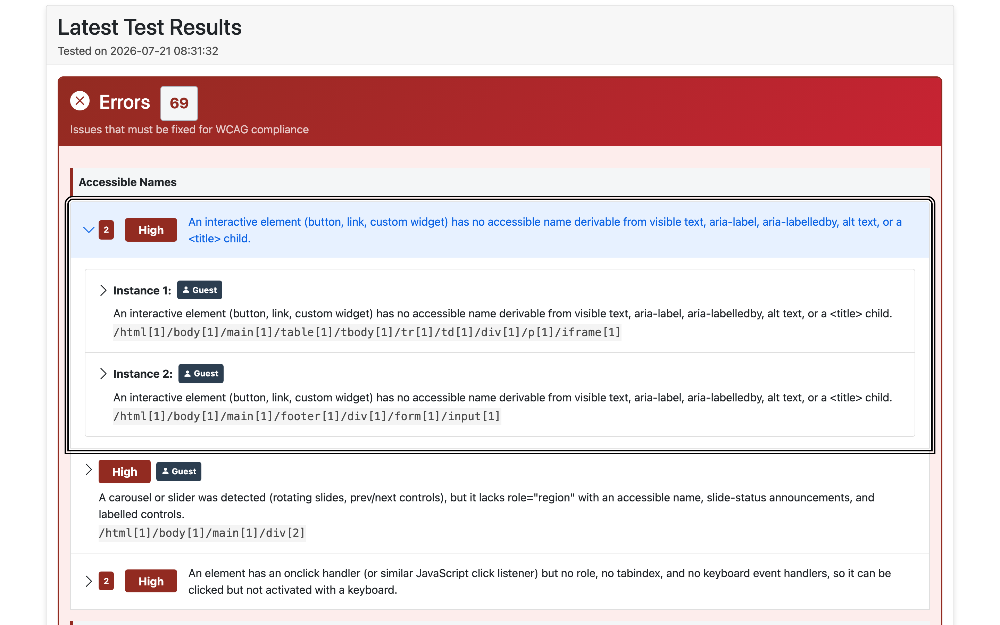 Latest Test Results
Tested on 2026-07-21 08:31:32
Errors 69
Issues that must be fixed for WCAG compliance
Accessible Names
2 High An interactive element (button, link, custom widget) has no accessible name derivable from visible text, aria-label, aria-labelledby, alt text, or a
<title> child.
Instance 1: Guest
An interactive element (button, link, custom widget) has no accessible name derivable from visible text, aria-label, aria-labelledby, alt text, or a <title> child.
/html[1]/body[1]/main[1]/table[1]/tbody[1]/tr[1]/td[1]/div[1]/p[1]/iframe[1]
Instance 2: Guest
An interactive element (button, link, custom widget) has no accessible name derivable from visible text, aria-label, aria-labelledby, alt text, or a <title> child.
/html[1]/body[1]/main[1]/footer[1]/div[1]/form[1]/input[1]
High Guest
A carousel or slider was detected (rotating slides, prev/next controls), but it lacks role="region" with an accessible name, slide-status announcements, and
labelled controls.
/html[1]/body[1]/main[1]/div[2]
2 High An element has an onclick handler (or similar JavaScript click listener) but no role, no tabindex, and no keyboard event handlers, so it can be
clicked but not activated with a keyboard.